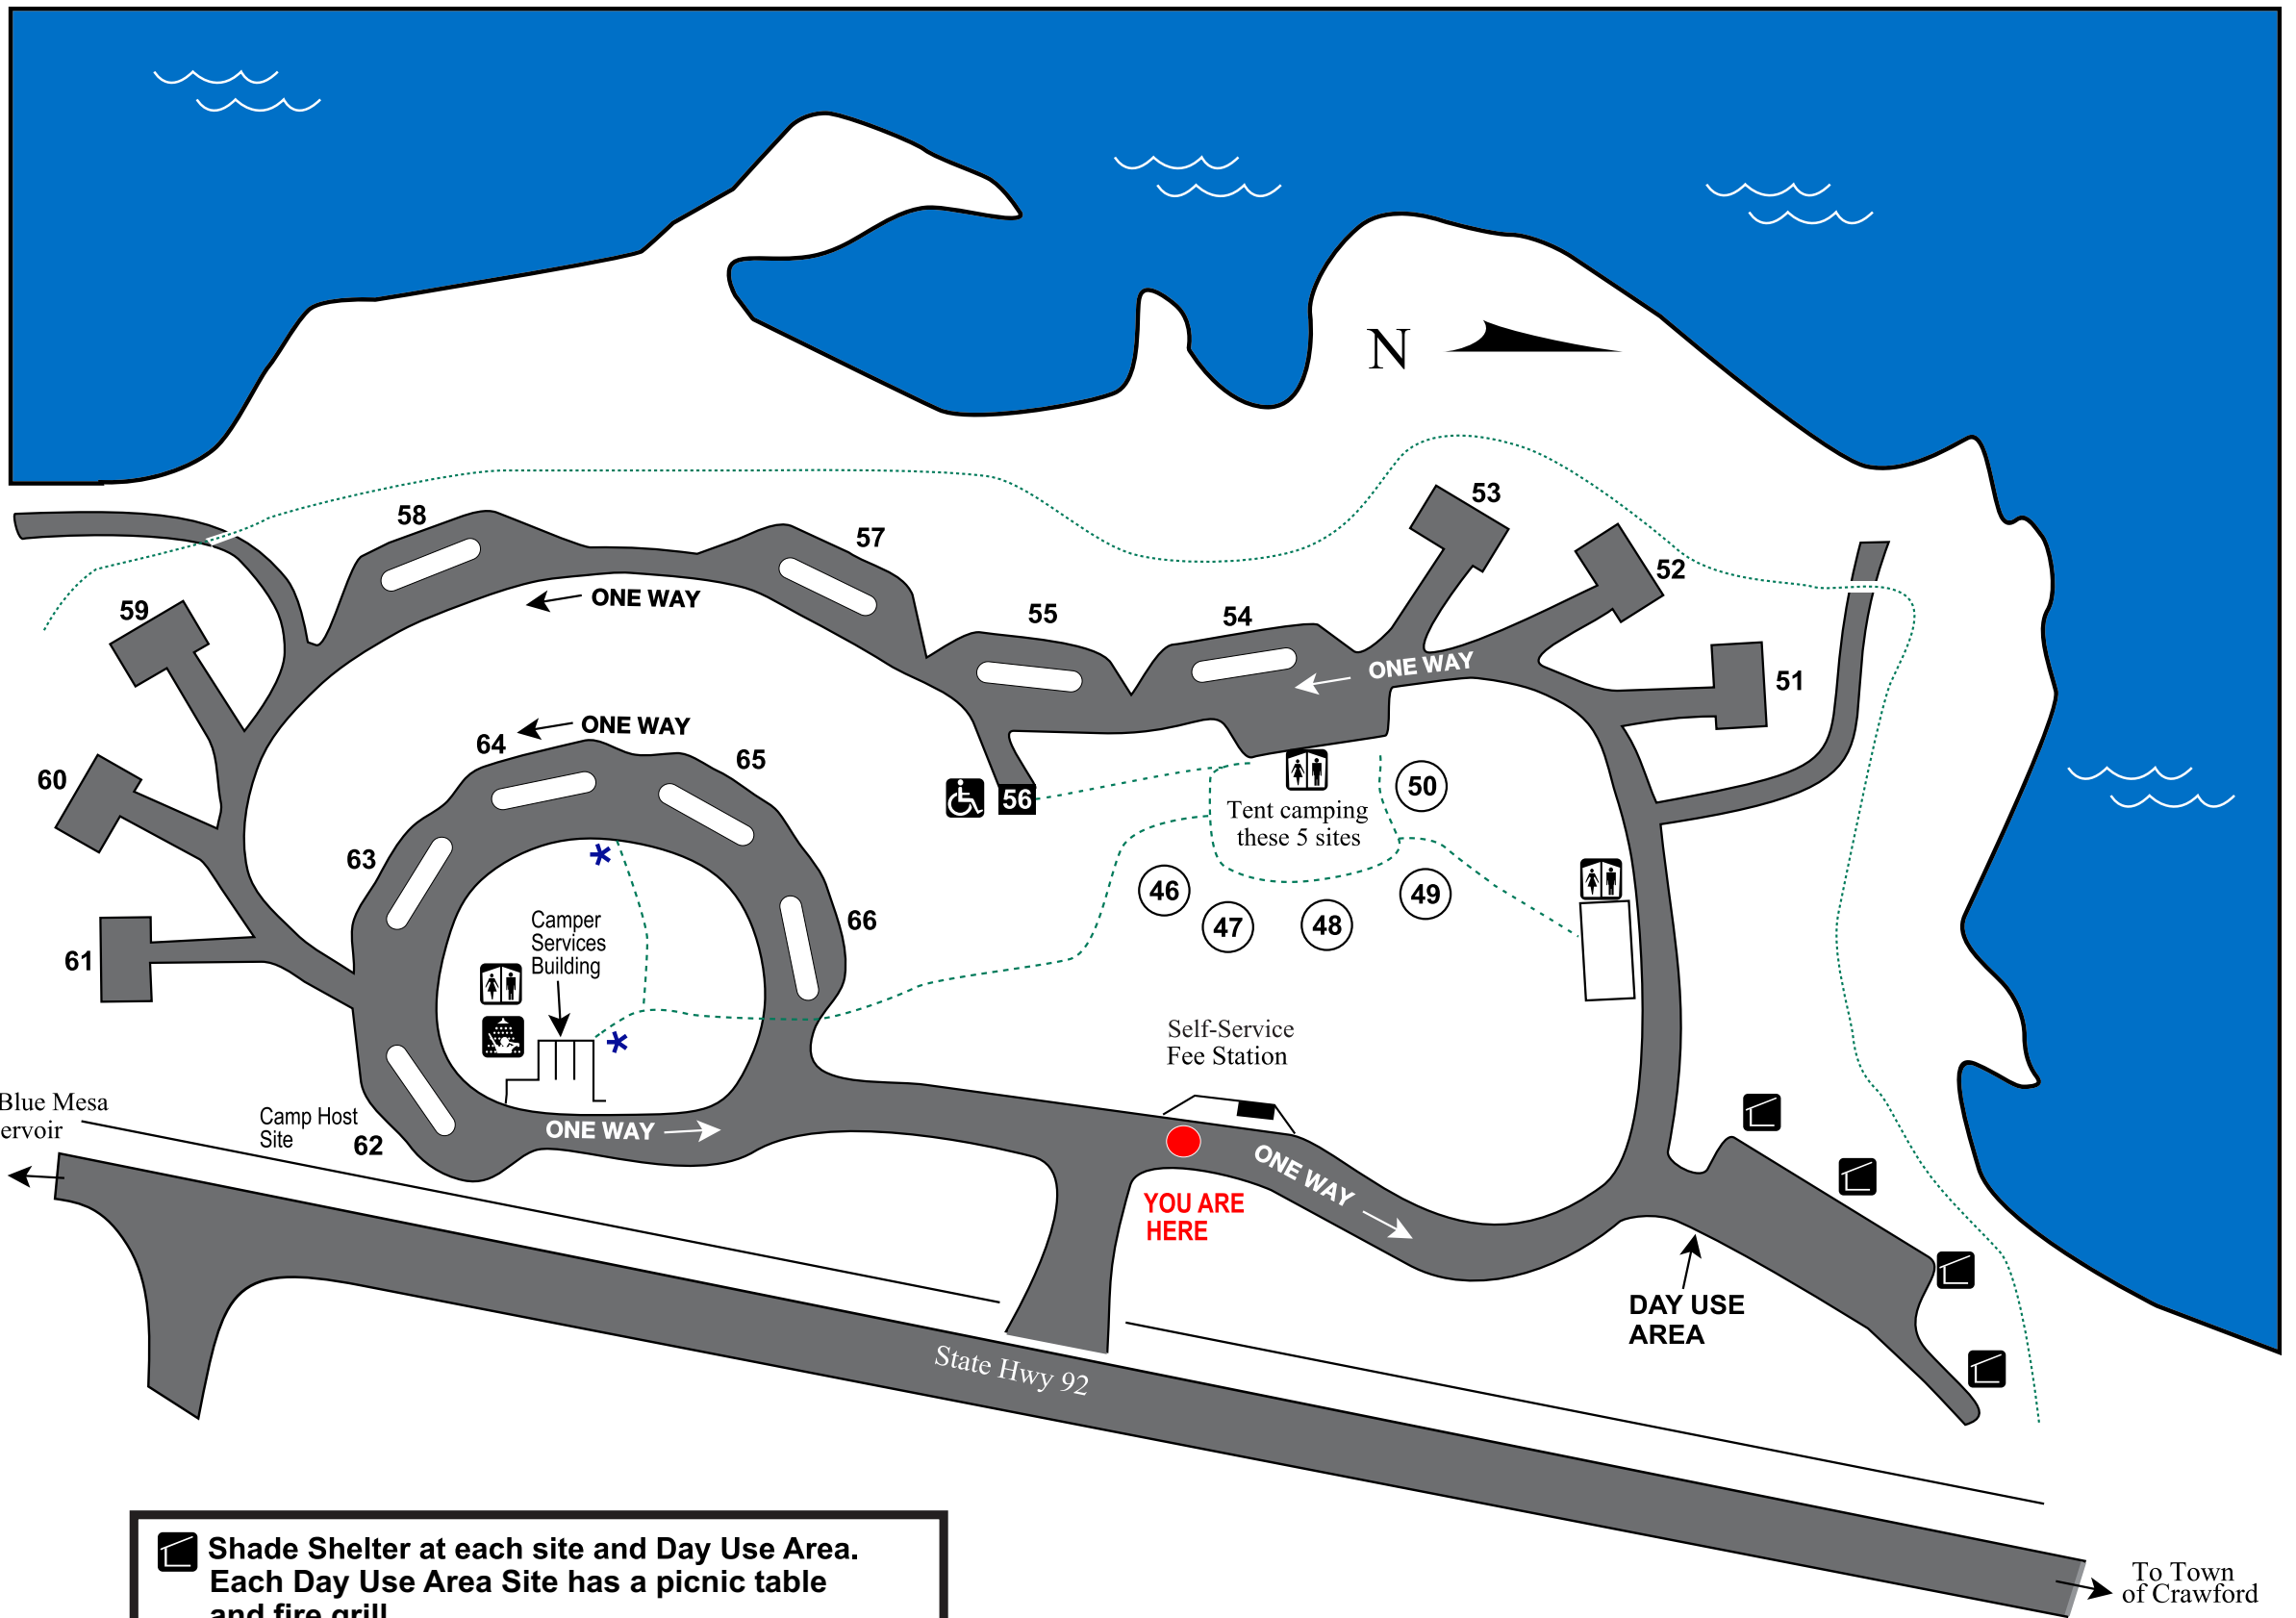 N
53
58
57
52
59
ONE WAY
55
54
ONE WAY
51
ONE WAY
64
65
60
50
56
Tent camping
these 5 sites
63
46
49
66
47
48
Camper
Services
Building
61
Self-Service
Fee Station
Blue Mesa
ervoir
Camp Host
Site
62
ONE WAY
ONE WAY
YOU ARE
HERE
DAY USE
AREA
State Hwy 92
Shade Shelter at each site and Day Use Area.
Each Day Use Area Site has a picnic table
and fire grill
To Town
of Crawford